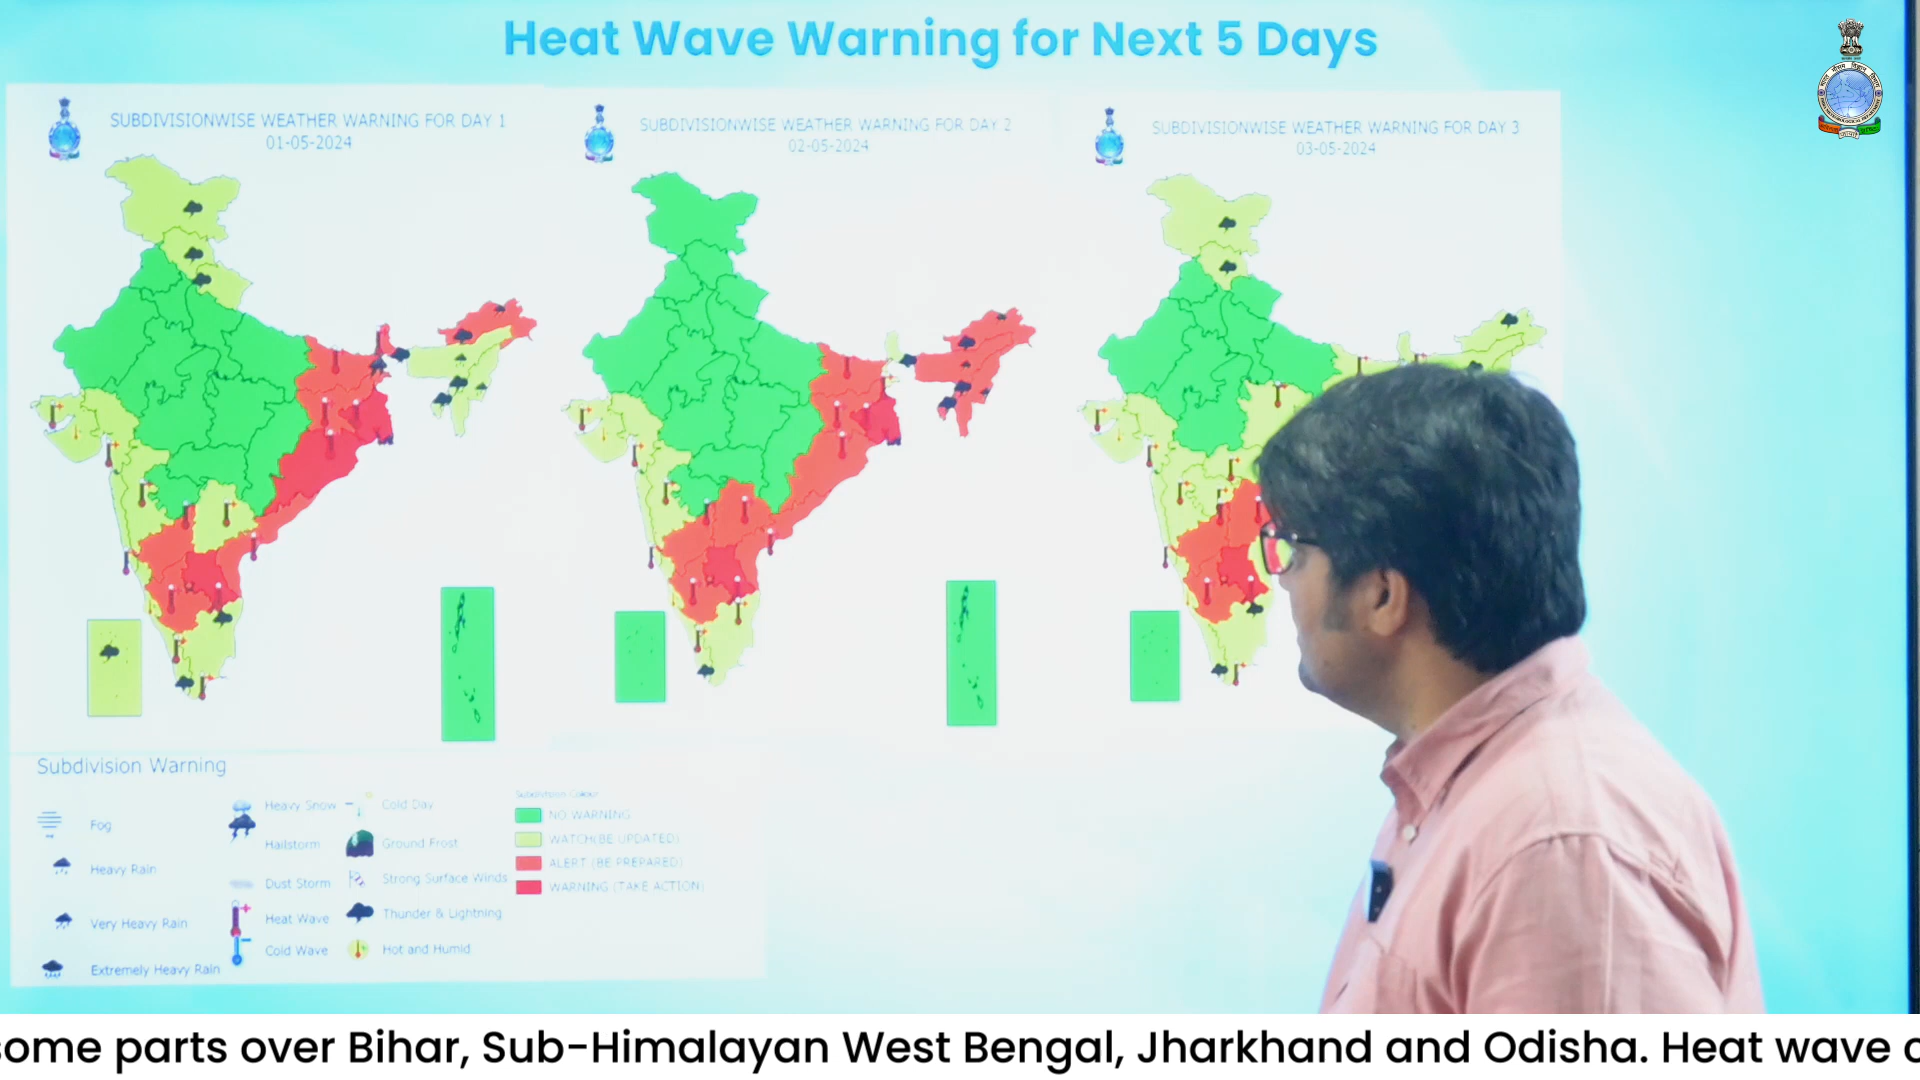 Heat Wave Warning for Next 5 Days
SUBDIVISIONWISE WEATHER WARNING FOR DAY 1
01-05-2024
SUBDIVISIONWISE WEATHER WARNING FOR DAY 2
02-05-2024
SUBDIVISIONWISE WEATHER WARNING FOR DAY 3
03-05-2024
Subdivision Warning
Fog
Heavy Rain
Very Heavy Rain
Extremely Heavy Rain
Heavy Snow
Hailstorm
Dust Storm
Heat Wave
Cold Wave
Cold Day
Ground Frost
Strong Surface Winds
Thunder & Lightning
Hot and Humid
Subdivision Colour
NO WARNING
WATCH(BE UPDATED)
ALERT (BE PREPARED)
WARNING (TAKE ACTION)
some parts over Bihar, Sub-Himalayan West Bengal, Jharkhand and Odisha. Heat wave